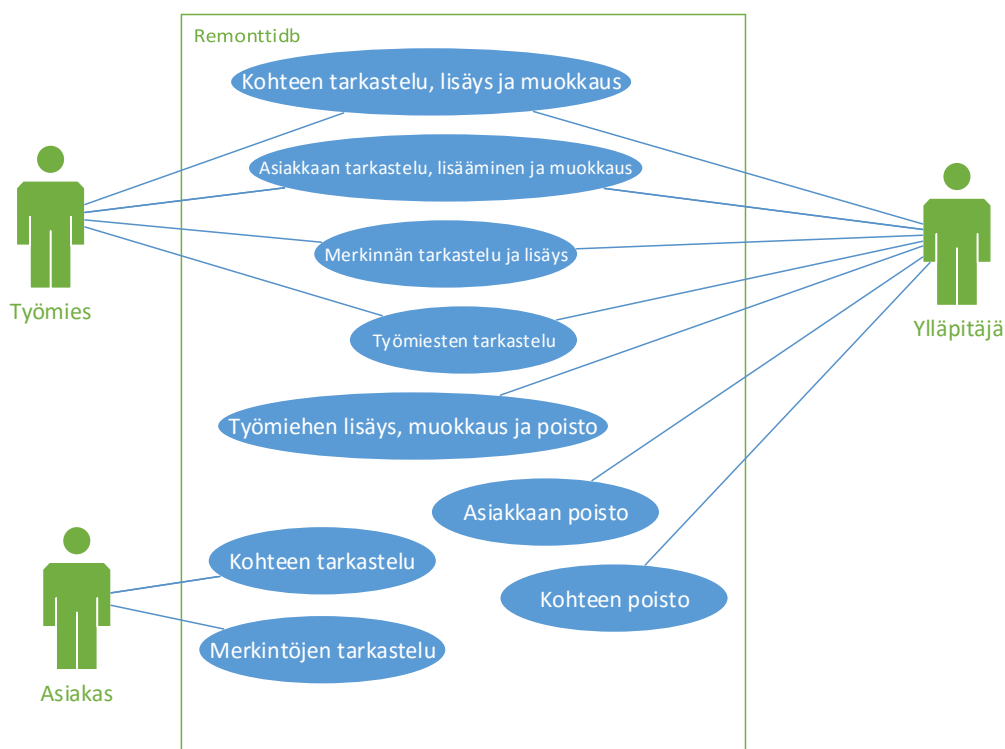 Remonttidb
Kohteen tarkastelu, lisäys ja muokkaus
Asiakkaan tarkastelu, lisääminen ja muokkaus
Merkinnän tarkastelu ja lisäys
Työmies
Ylläpitäjä
Työmiesten tarkastelu
Työmiehen lisäys, muokkaus ja poisto
Asiakkaan poisto
Kohteen tarkastelu
Kohteen poisto
Merkintöjen tarkastelu
Asiakas